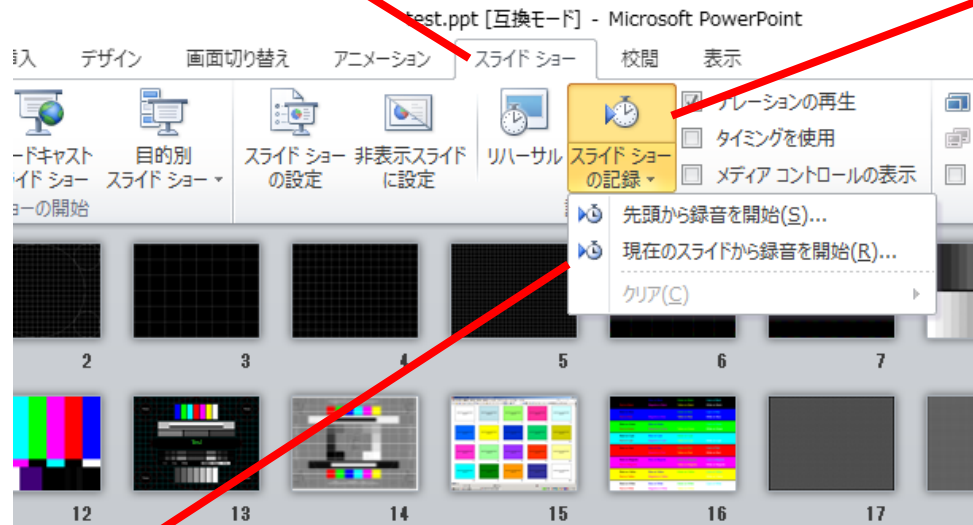 test.ppt [互換モード] - Microsoft PowerPoint
入 デザイン 画面切り替え アニメーション スライド ショー 校閲 表示
ードキャスト
イド ショー
目的別
スライド ショー
スライド ショー
の設定
非表示スライド
に設定
リハーサル
スライド ショー
の記録
ナレーションの再生
タイミングを使用
メディア コントロールの表示
ョーの開始
先頭から録音を開始(S)...
現在のスライドから録音を開始(R)...
クリア(C)
2 3 4 5 6 7
12 13 14 15 16 17